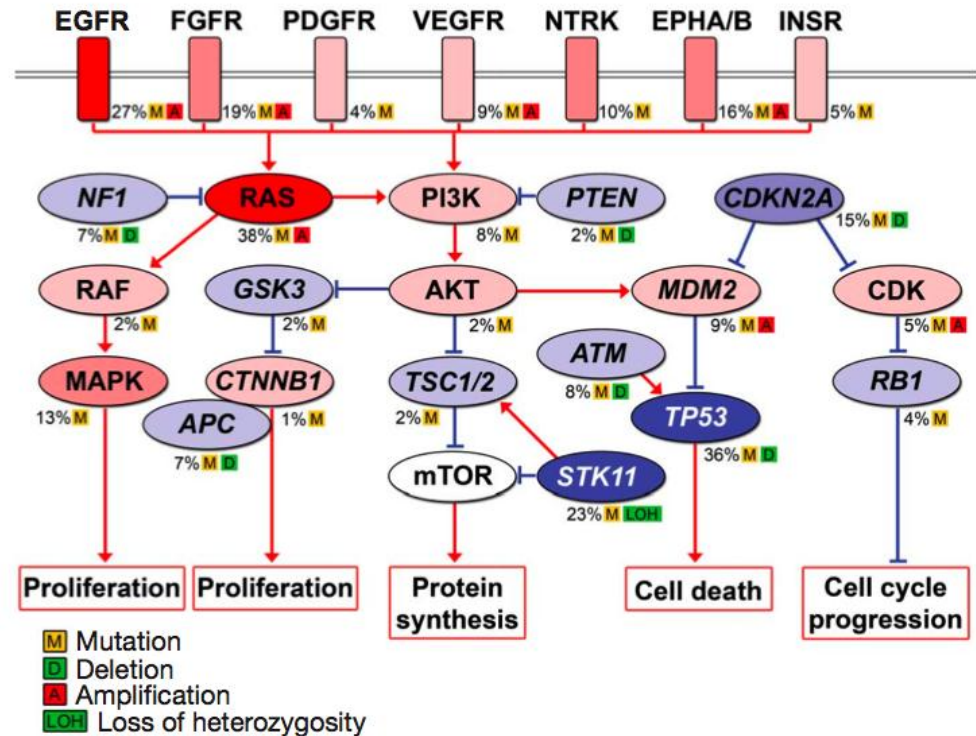 EGFR FGFR PDGFR VEGFR NTRK EPHA/B INSR
27% M A 19% M A 4% M 9% M A 10% M 16% M A 5% M
NF1 RAS PI3K PTEN CDKN2A
7% M D 38% M A 8% M 2% M D 15% M D
RAF GSK3 AKT MDM2 CDK
2% M 2% M 2% M 9% M A 5% M A
MAPK CTNNB1 TSC1/2 ATM RB1
13% M 1% M 2% M 8% M D 4% M
APC TP53
7% M D 36% M D
mTOR STK11
23% M LOH
Proliferation Proliferation Protein Cell death Cell cycle
synthesis progression
M Mutation
D Deletion
A Amplification
LOH Loss of heterozygosity